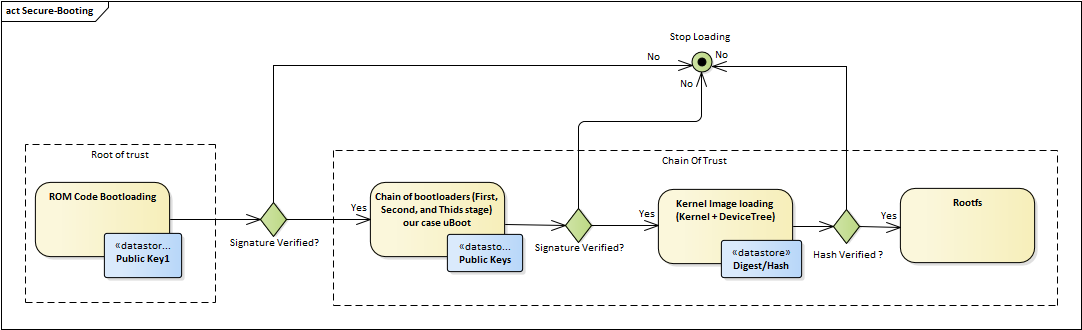 act Secure-Booting
Stop Loading
No
No
No
Root of trust
Chain Of Trust
ROM Code Bootloading
«datastor...
Public Key1
Signature Verified?
Yes
Chain of bootloaders (First,
Second, and Thids stage)
our case uBoot
«datasto...
Public Keys
Signature Verified?
Yes
Kernel Image loading
(Kernel + DeviceTree)
«datastore»
Digest/Hash
Hash Verified ?
Yes
Rootfs